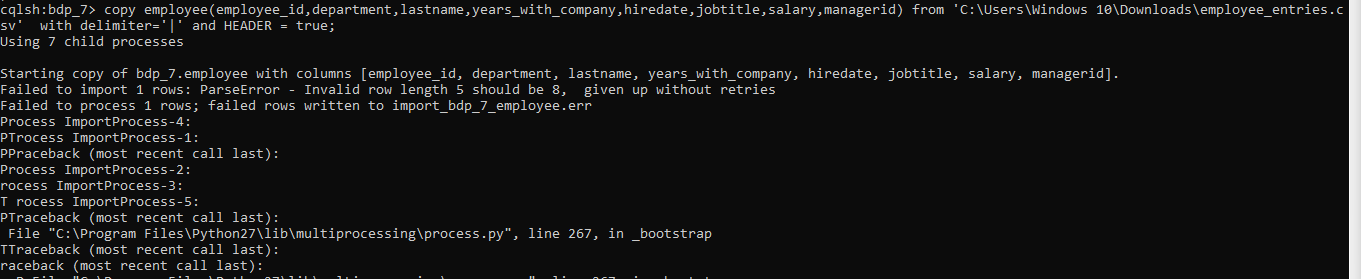 cqlsh:bdp_7> copy employee(employee_id,department,lastname,years_with_company,hiredate,jobtitle,salary,managerid) from 'C:\Users\Windows 10\Downloads\employee_entries.c
sv'  with delimiter='|' and HEADER = true;
Using 7 child processes
Starting copy of bdp_7.employee with columns [employee_id, department, lastname, years_with_company, hiredate, jobtitle, salary, managerid].
Failed to import 1 rows: ParseError - Invalid row length 5 should be 8,  given up without retries
Failed to process 1 rows; failed rows written to import_bdp_7_employee.err
Process ImportProcess-4:
PTrocess ImportProcess-1:
PPraceback (most recent call last):
Process ImportProcess-2:
rocess ImportProcess-3:
T rocess ImportProcess-5:
PTraceback (most recent call last):
 File "C:\Program Files\Python27\lib\multiprocessing\process.py", line 267, in _bootstrap
TTraceback (most recent call last):
raceback (most recent call last):